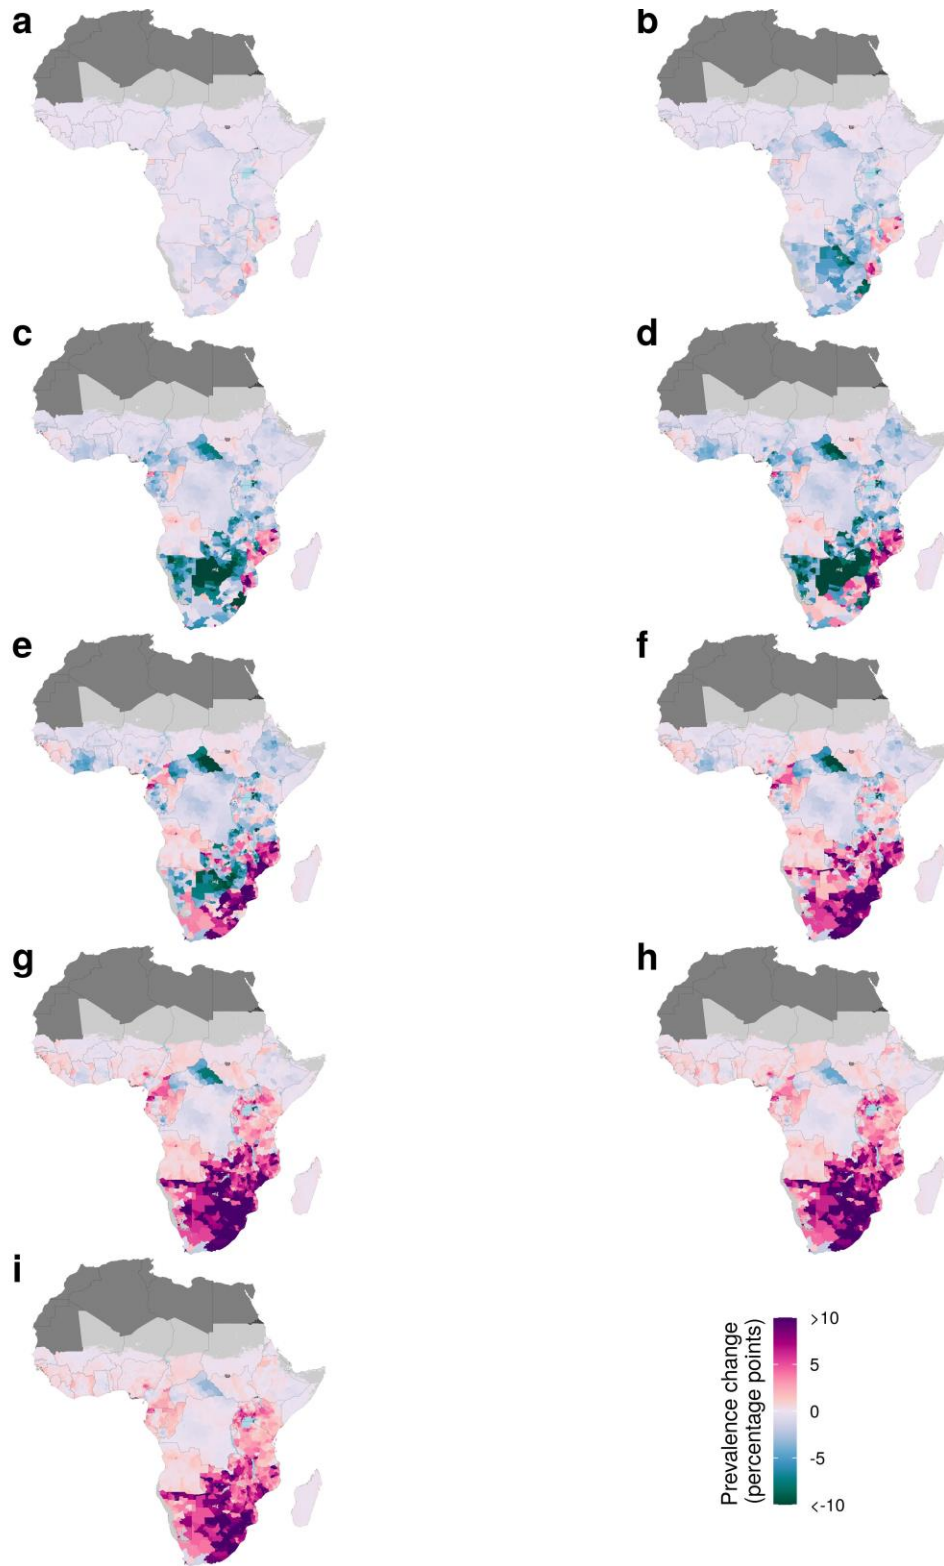 a
b
c
d
e
f
g
h
i
Prevalence change
(percentage points)
>10
5
0
-5
<-10